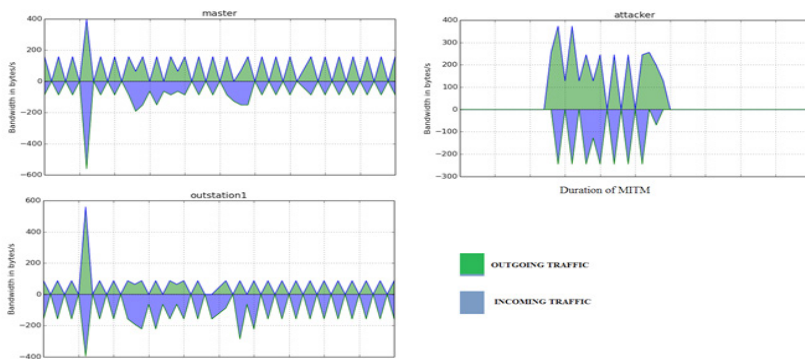 master
Bandwidth in bytes/s
400
200
0
−200
−400
−600
outstation1
Bandwidth in bytes/s
600
400
200
0
−200
−400
attacker
Bandwidth in bytes/s
400
300
200
100
0
−100
−200
−300
Duration of MITM
OUTGOING TRAFFIC
INCOMING TRAFFIC